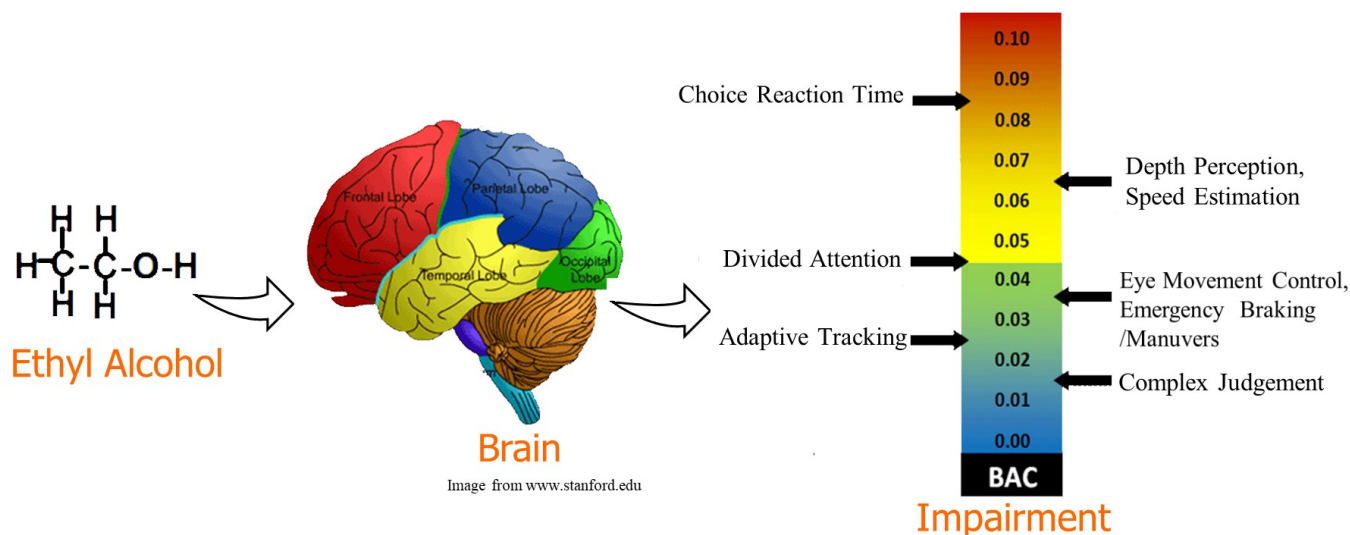 H H
H-C-C-O-H
H H
Ethyl Alcohol
Frontal Lobe
Parietal Lobe
Temporal Lobe
Occipital
Lobe
Brain
Image from www.stanford.edu
Choice Reaction Time
Divided Attention
Adaptive Tracking
0.10
0.09
0.08
0.07
0.06
0.05
0.04
0.03
0.02
0.01
0.00
BAC
Impairment
Depth Perception,
Speed Estimation
Eye Movement Control,
Emergency Braking
/Manuvers
Complex Judgement